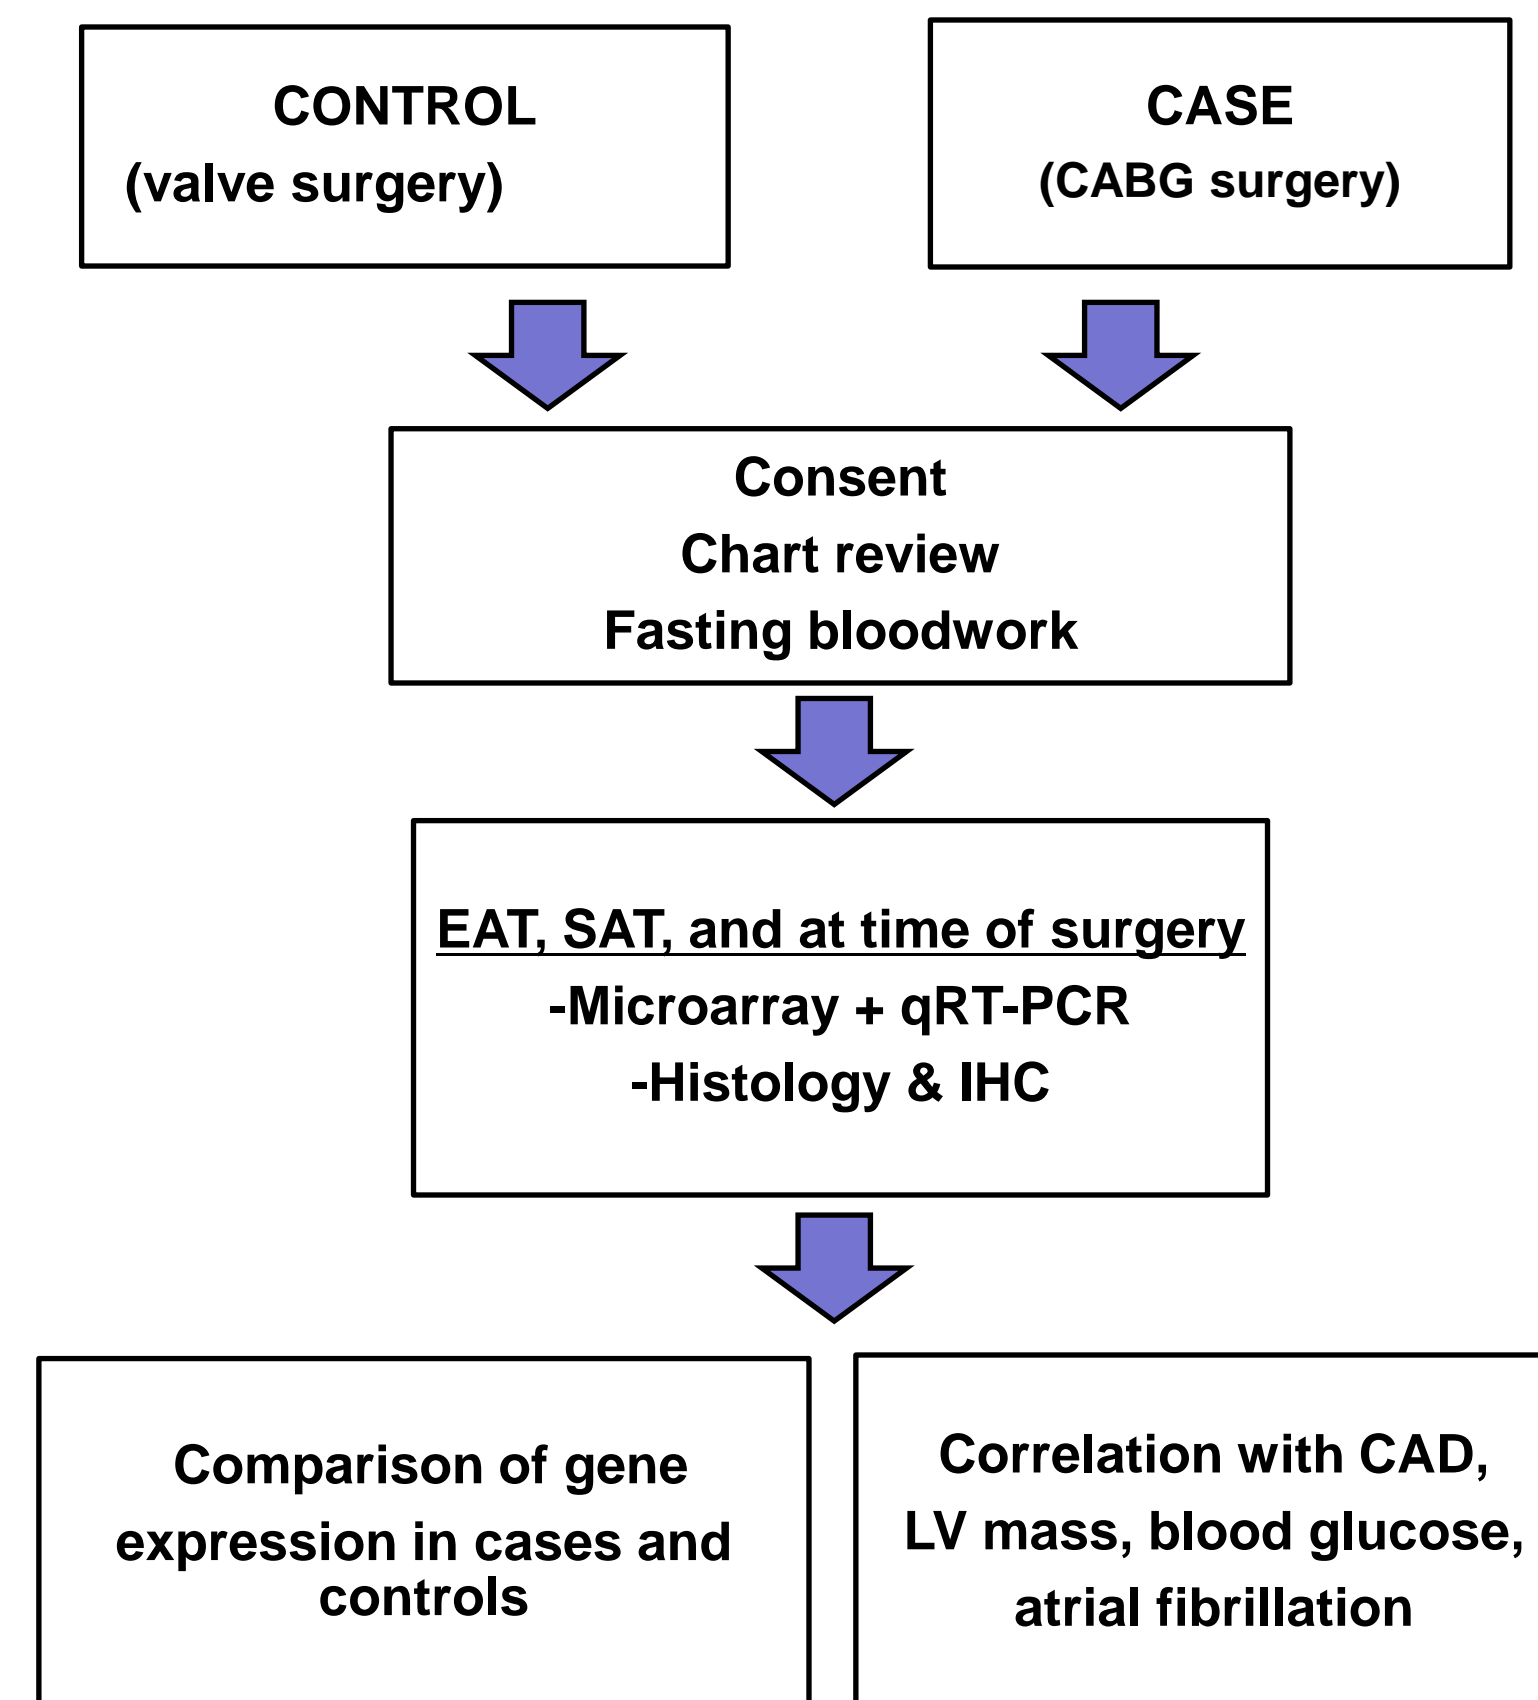 CONTROL
(valve surgery)
CASE
(CABG surgery)
Consent
Chart review
Fasting bloodwork
EAT, SAT, and at time of surgery
-Microarray + qRT-PCR
-Histology & IHC
Comparison of gene
expression in cases and
controls
Correlation with CAD,
LV mass, blood glucose,
atrial fibrillation